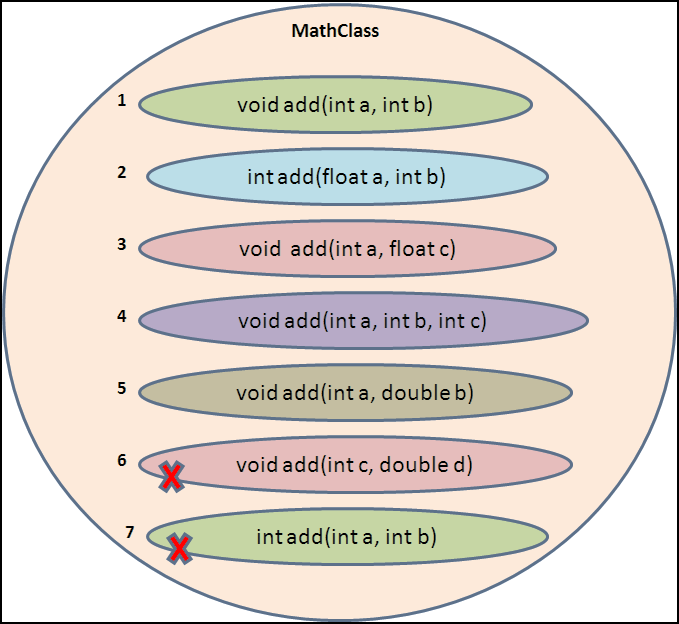 MathClass
1 void add(int a, int b)
2 int add(float a, int b)
3 void add(int a, float c)
4 void add(int a, int b, int c)
5 void add(int a, double b)
6 void add(int c, double d)
7 int add(int a, int b)